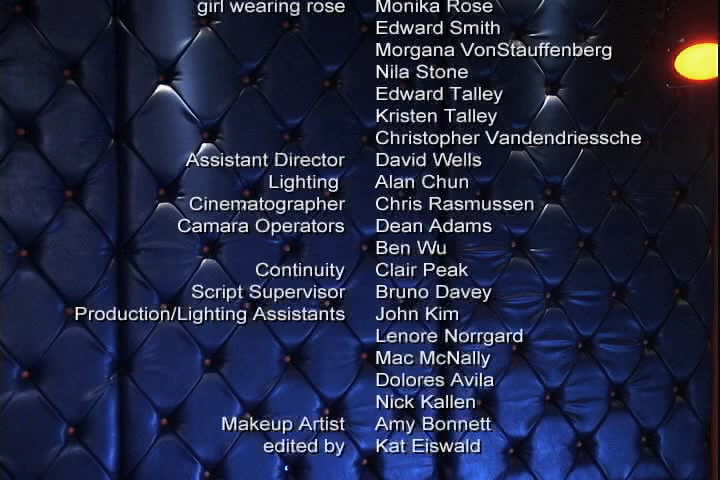 girl wearing rose Monika Rose
Edward Smith
Morgana VonStauffenberg
Nila Stone
Edward Talley
Kristen Talley
Christopher Vandendriessche
Assistant Director David Wells
Lighting Alan Chun
Cinematographer Chris Rasmussen
Camara Operators Dean Adams
Ben Wu
Continuity Clair Peak
Script Supervisor Bruno Davey
Production/Lighting Assistants John Kim
Lenore Norrgard
Mac McNally
Dolores Avila
Nick Kallen
Makeup Artist Amy Bonnett
edited by Kat Eiswald